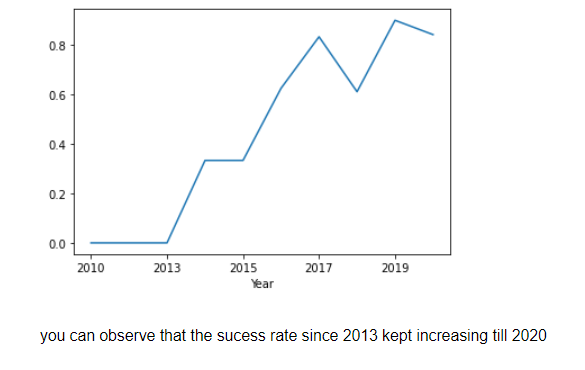 0.8
0.6
0.4
0.2
0.0
2010 2013 2015 2017 2019
Year
you can observe that the sucess rate since 2013 kept increasing till 2020